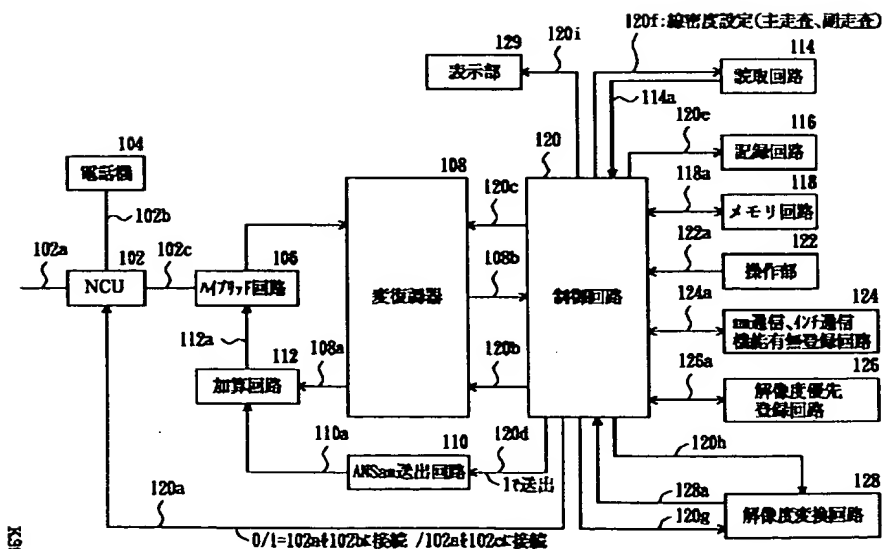 120f:線密度設定(主走査、副走査)
129
120i
114
表示部
読取回路
114a
104
120
120e
116
電話機
108
記録回路
120c
118a
118
102b
メモリ回路
102a
102
102c
106
108b
122a
122
NCU
ハイブリッド回路
変復調器
制御回路
操作部
124a
124
112a
mm通信、インチ通信
機能有無登録回路
112
108a
120b
126a
126
加算回路
解像度優先
登録回路
110a
110
120d
120h
ANSam送出回路
1で送出
128
120a
128a
解像度変換回路
120g
0/1=102aを102bに接続/102aを102cに接続